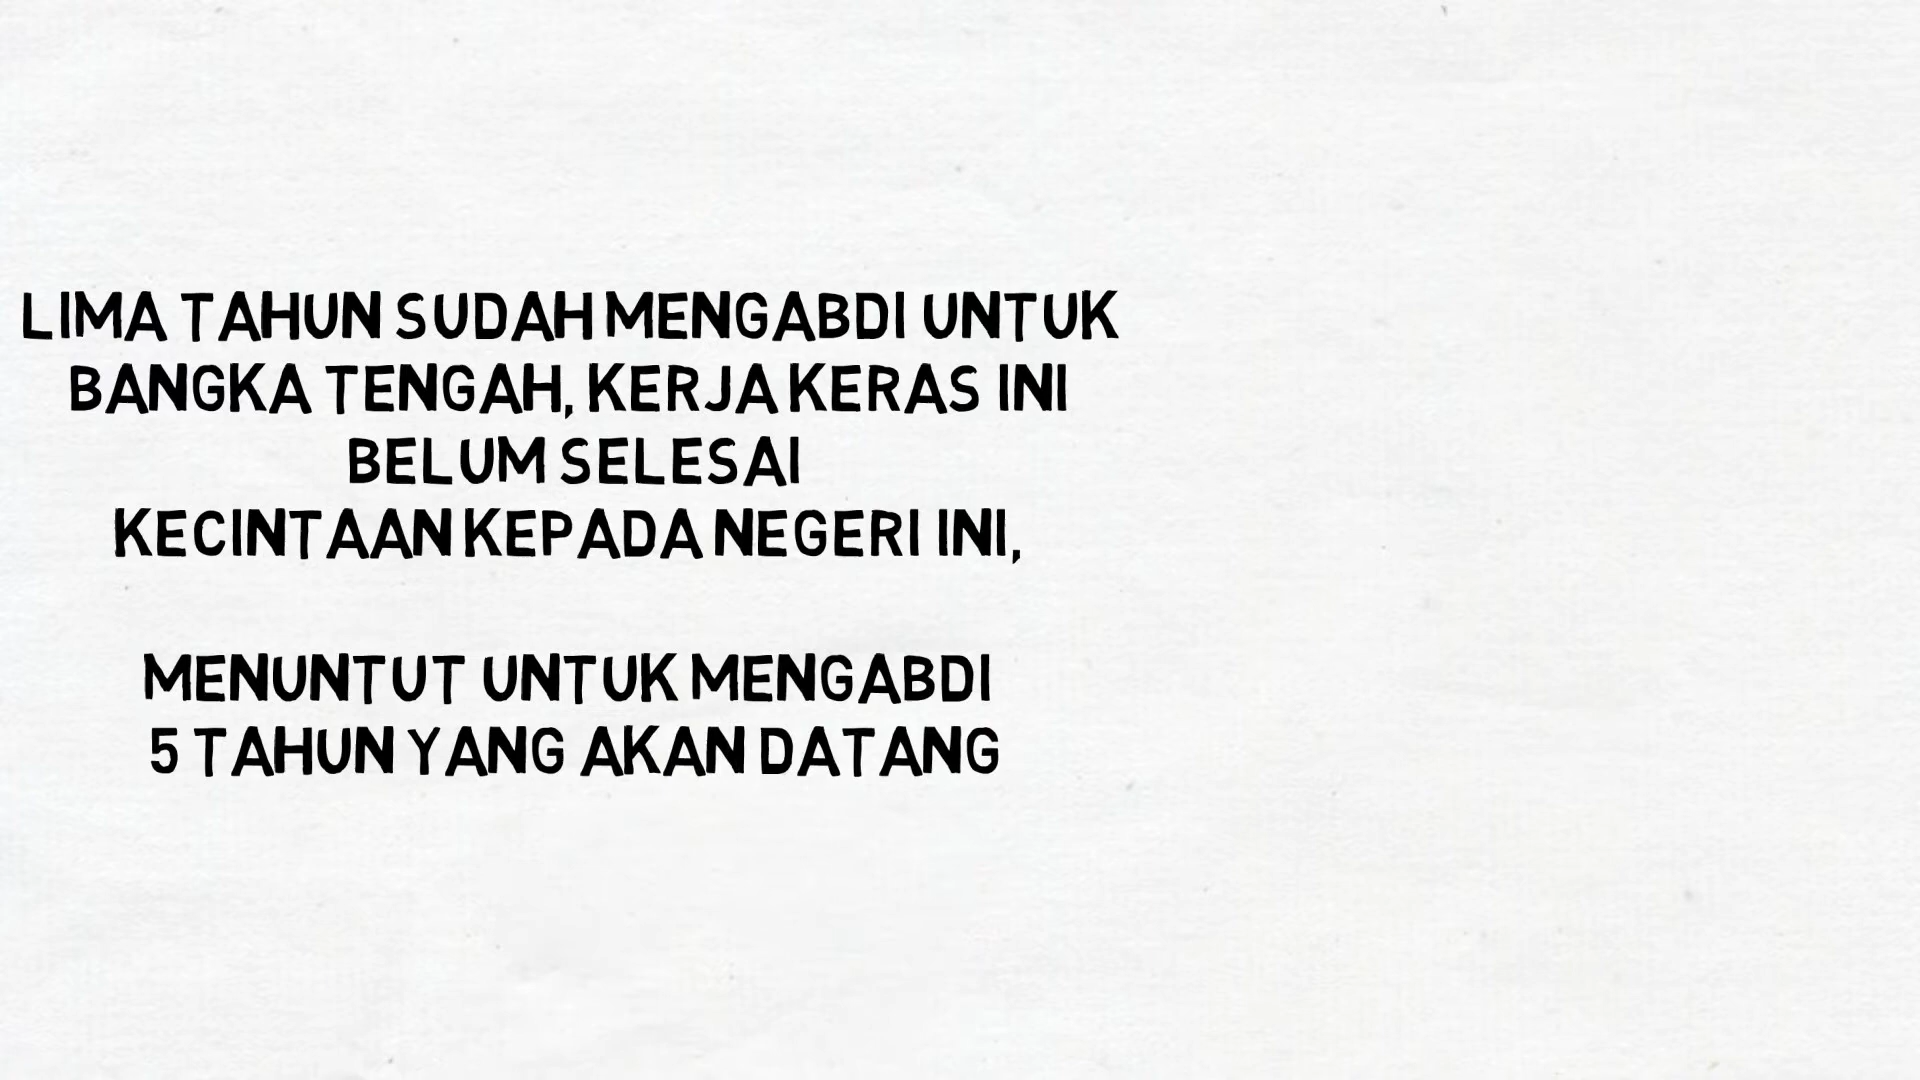 LIMA TAHUN SUDAH MENGABDI UNTUK
BANGKA TENGAH, KERJA KERAS INI
BELUM SELESAI
KECINTAAN KEPADA NEGERI INI,
MENUNTUT UNTUK MENGABDI
5 TAHUN YANG AKAN DATANG